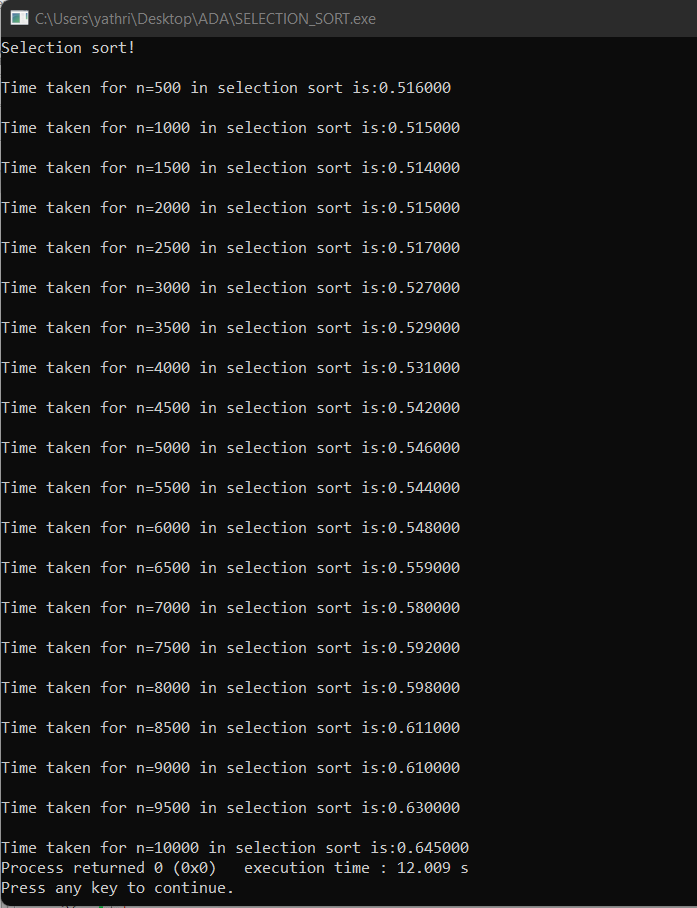 C:\Users\yathri\Desktop\ADA\SELECTION_SORT.exe
Selection sort!
Time taken for n=500 in selection sort is:0.516000
Time taken for n=1000 in selection sort is:0.515000
Time taken for n=1500 in selection sort is:0.514000
Time taken for n=2000 in selection sort is:0.515000
Time taken for n=2500 in selection sort is:0.517000
Time taken for n=3000 in selection sort is:0.527000
Time taken for n=3500 in selection sort is:0.529000
Time taken for n=4000 in selection sort is:0.531000
Time taken for n=4500 in selection sort is:0.542000
Time taken for n=5000 in selection sort is:0.546000
Time taken for n=5500 in selection sort is:0.544000
Time taken for n=6000 in selection sort is:0.548000
Time taken for n=6500 in selection sort is:0.559000
Time taken for n=7000 in selection sort is:0.580000
Time taken for n=7500 in selection sort is:0.592000
Time taken for n=8000 in selection sort is:0.598000
Time taken for n=8500 in selection sort is:0.611000
Time taken for n=9000 in selection sort is:0.610000
Time taken for n=9500 in selection sort is:0.630000
Time taken for n=10000 in selection sort is:0.645000
Process returned 0 (0x0)   execution time : 12.009 s
Press any key to continue.